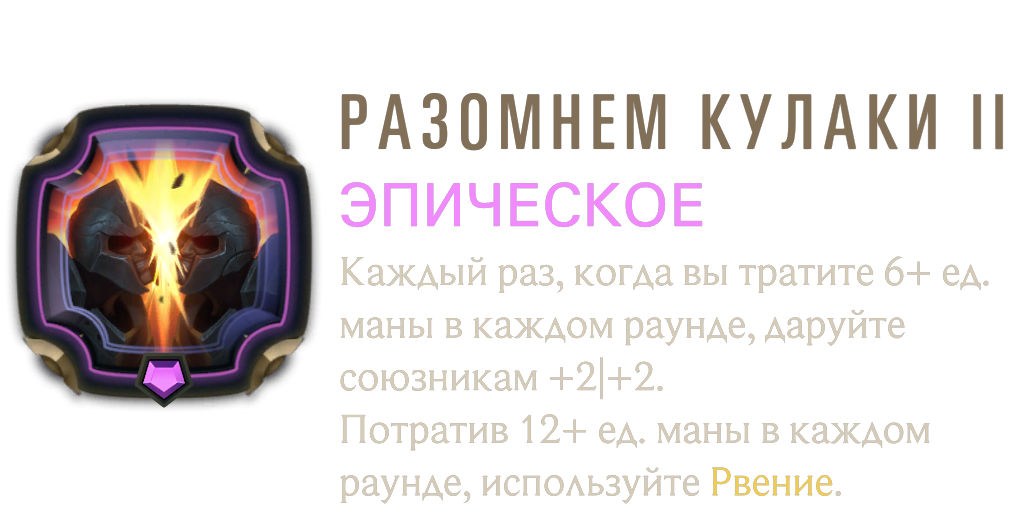 РАЗОМНЕМ КУЛАКИ II
ЭПИЧЕСКОЕ
Каждый раз, когда вы тратите 6+ ед.
маны в каждом раунде, даруйте
союзникам +2|+2.
Потратив 12+ ед. маны в каждом
раунде, используйте Рвение.